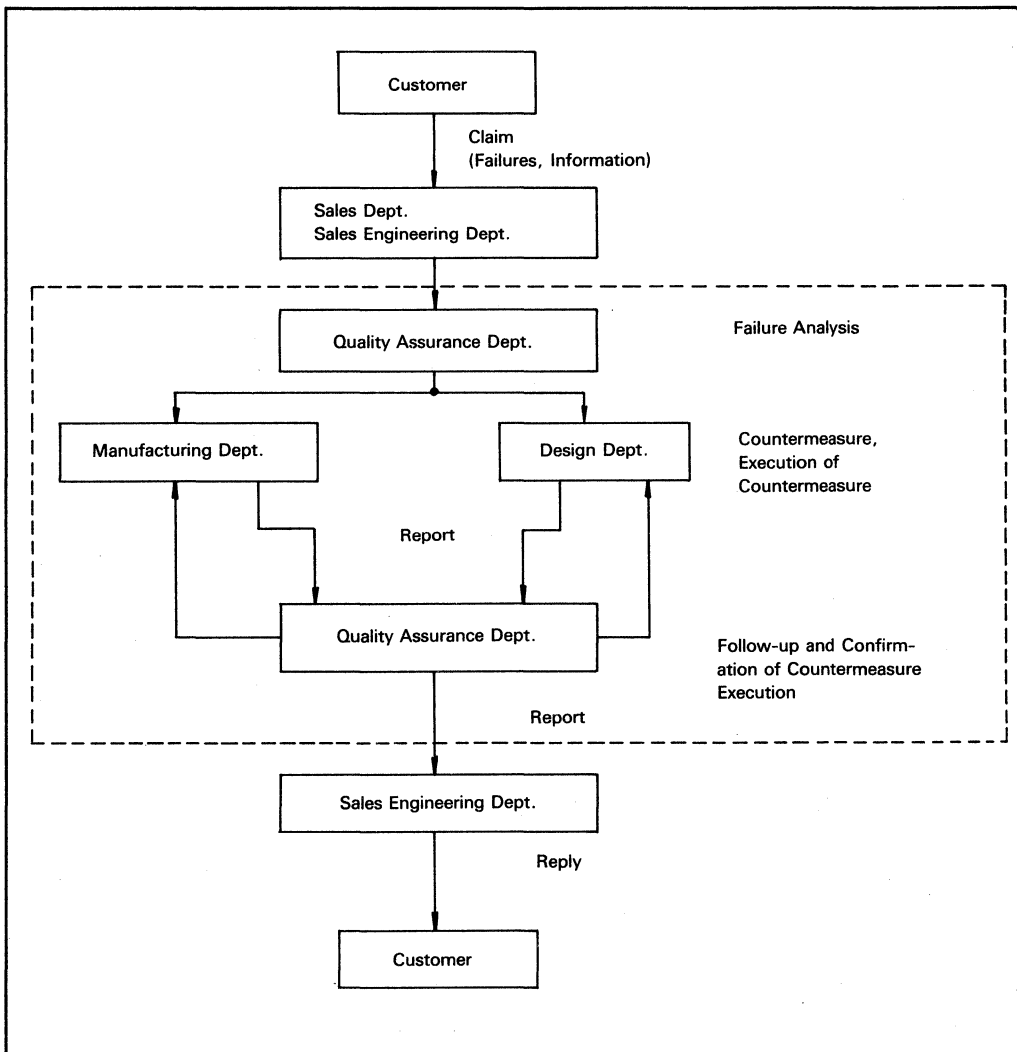 Customer
Claim
(Failures, Information)
Sales Dept.
Sales Engineering Dept.
Quality Assurance Dept.
Failure Analysis
Manufacturing Dept.
Design Dept.
Countermeasure,
Execution of
Countermeasure
Report
Quality Assurance Dept.
Follow-up and Confirm-
ation of Countermeasure
Execution
Report
Sales Engineering Dept.
Reply
Customer